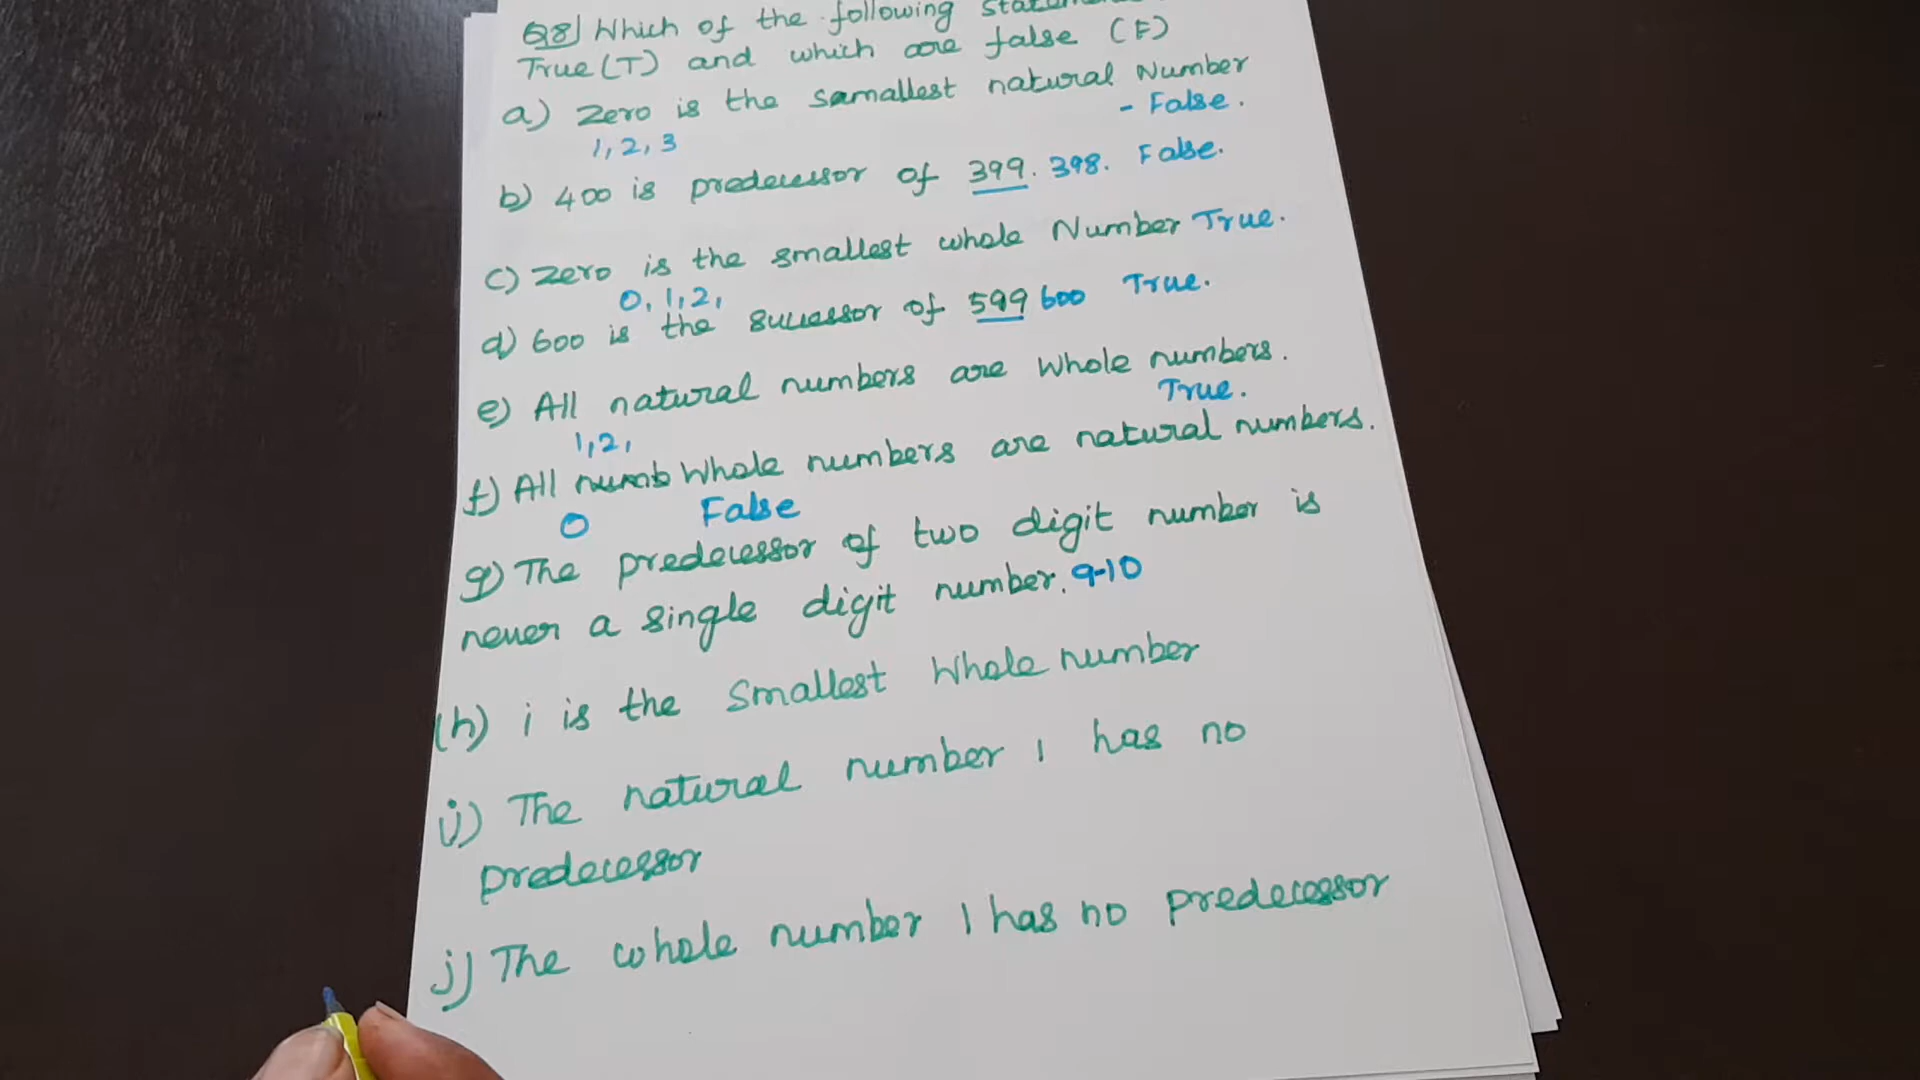 Q8) Which of the following
True (T) and which are false (F)
a) Zero is the samallest natural Number
- False.
1, 2, 3
b) 400 is predecessor of 399. 398. False.
c) Zero is the smallest whole Number True.
0, 1, 2,
d) 600 is the successor of 599 600 True.
e) All natural numbers are whole numbers.
True.
1, 2,
f) All numb Whole numbers are natural numbers.
0 False
g) The predecessor of two digit number is
never a single digit number. 9-10
(h) i is the Smallest Whole number
i) The natural number 1 has no
predecessor
j) The whole number 1 has no predecessor